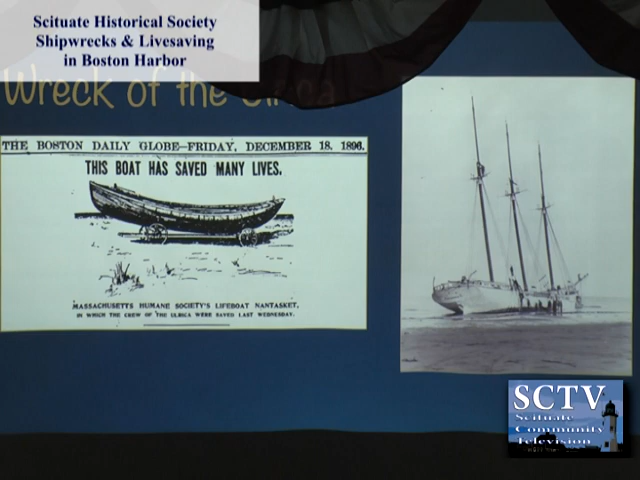 Scituate Historical Society
Shipwrecks & Livesaving
in Boston Harbor
Wreck of the Ulrica
THE BOSTON DAILY GLOBE—FRIDAY, DECEMBER 18, 1896.
THIS BOAT HAS SAVED MANY LIVES.
MASSACHUSETTS HUMANE SOCIETY'S LIFEBOAT NANTASKET,
IN WHICH THE CREW OF THE ULRICA WERE SAVED LAST WEDNESDAY.
SCTV
Scituate
Community
Television